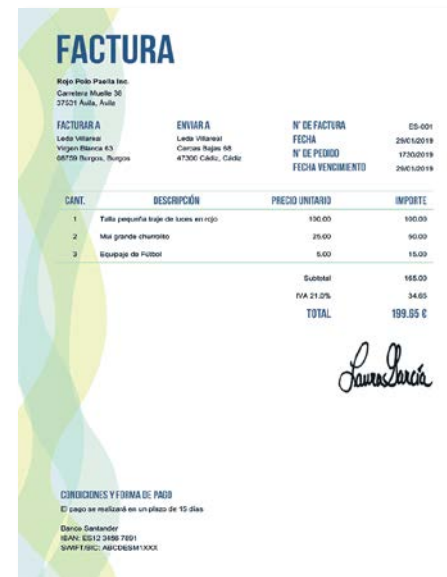 FACTURA
Rojo Polo Paella Inc.
Carretera Muelle 38
37531 Ávila, Ávila
FACTURAR A
Leda Villareal
Virgen Blanca 63
08759 Burgos, Burgos
ENVIAR A
Leda Villareal
Cercas Bajas 68
47300 Cádiz, Cádiz
N° DE FACTURA ES-001
FECHA 29/01/2019
N° DE PEDIDO 1730/2019
FECHA VENCIMIENTO 29/01/2019
CANT. DESCRIPCIÓN PRECIO UNITARIO IMPORTE
1 Talla pequeña traje de luces en rojo 100.00 100.00
2 Mui grande churroito 25.00 50.00
3 Equipaje de Fútbol 5.00 15.00
Subtotal 165.00
IVA 21.0% 34.65
TOTAL 199.65 €
Laura García
CONDICIONES Y FORMA DE PAGO
El pago se realizará en un plazo de 15 días
Banco Santander
IBAN: ES12 3456 7891
SWIFT/BIC: ABCDESM1XXX